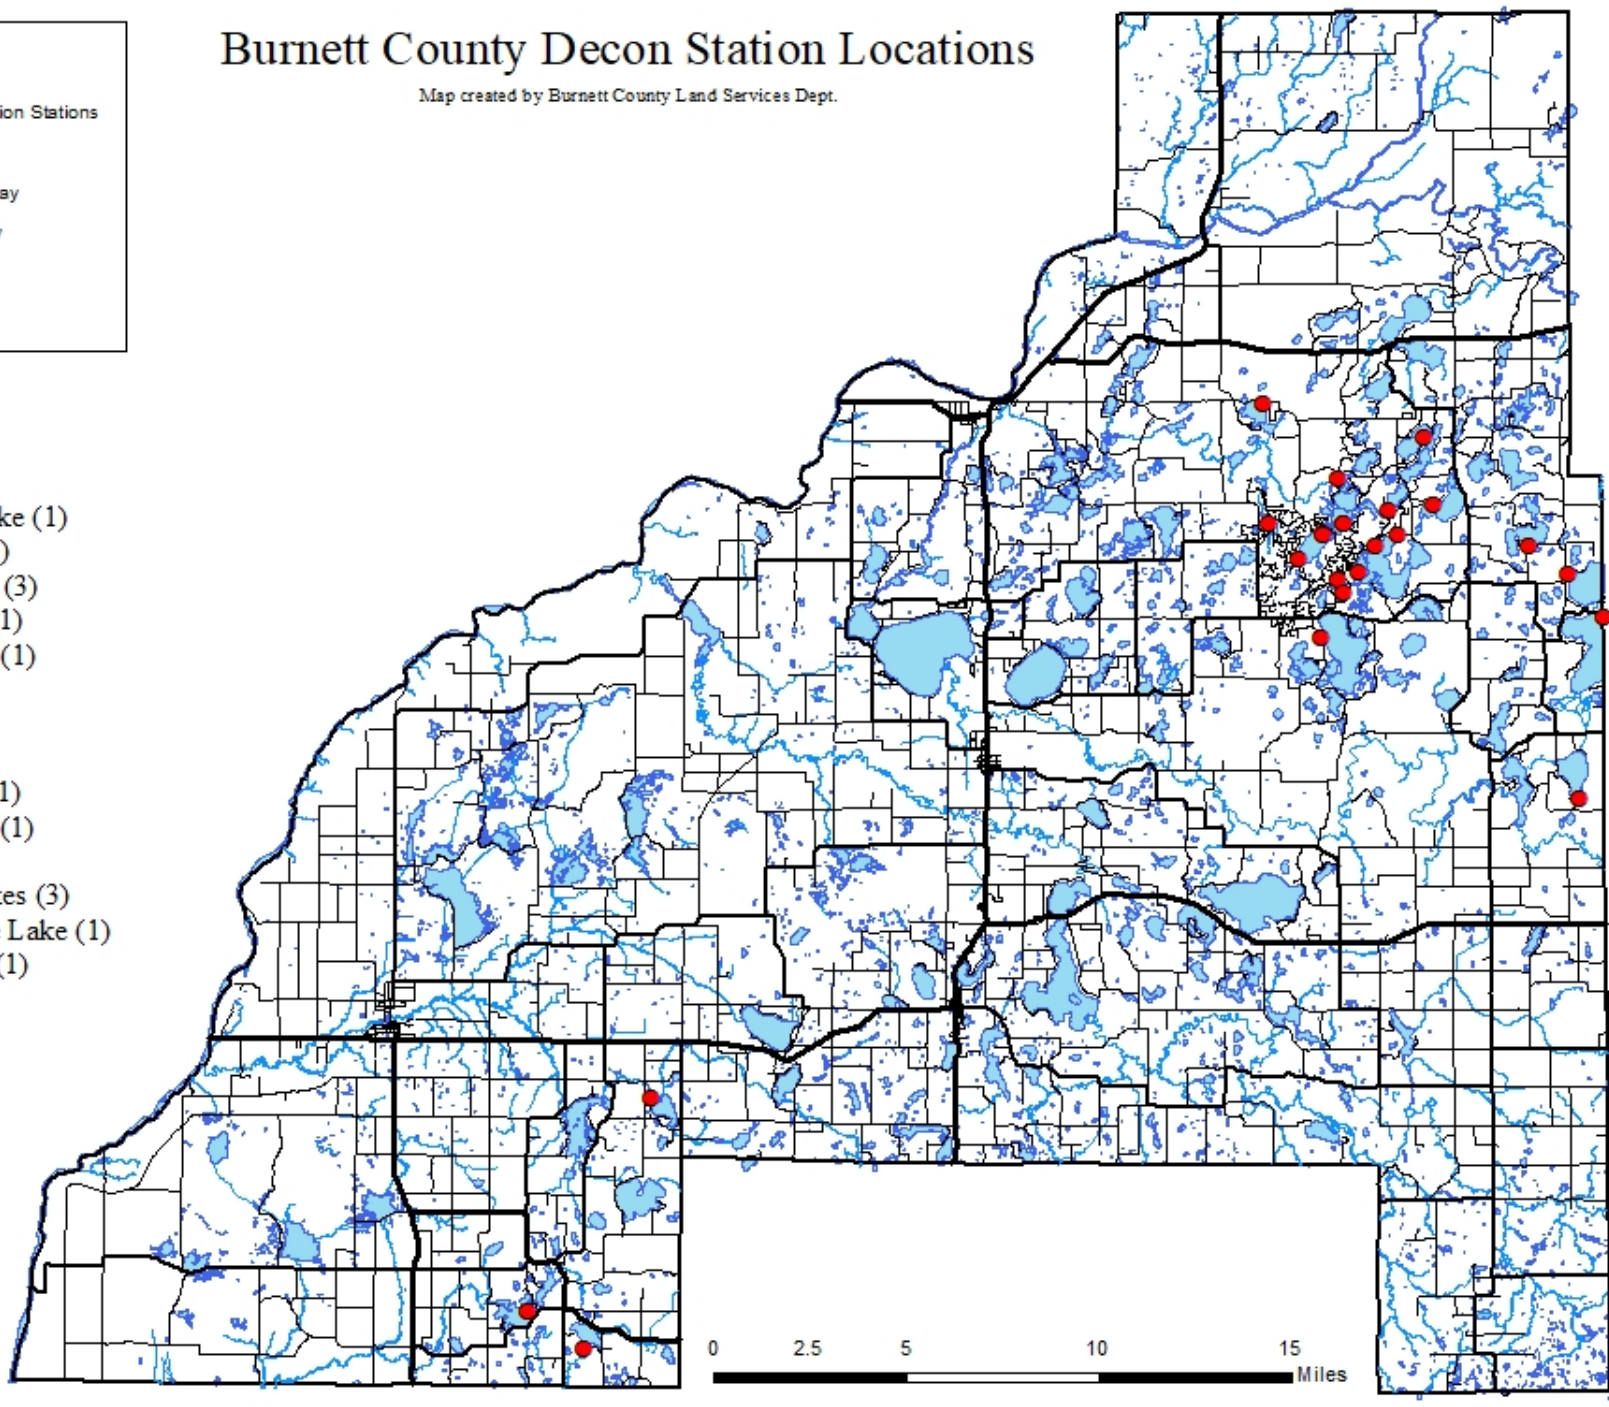 Burnett County Decon Station Locations
Map created by Burnett County Land Services Dept.
ion Stations
ay
ke (1)
)
(3)
1)
(1)
1)
(1)
tes (3)
Lake (1)
(1)
0 2.5 5 10 15
Miles